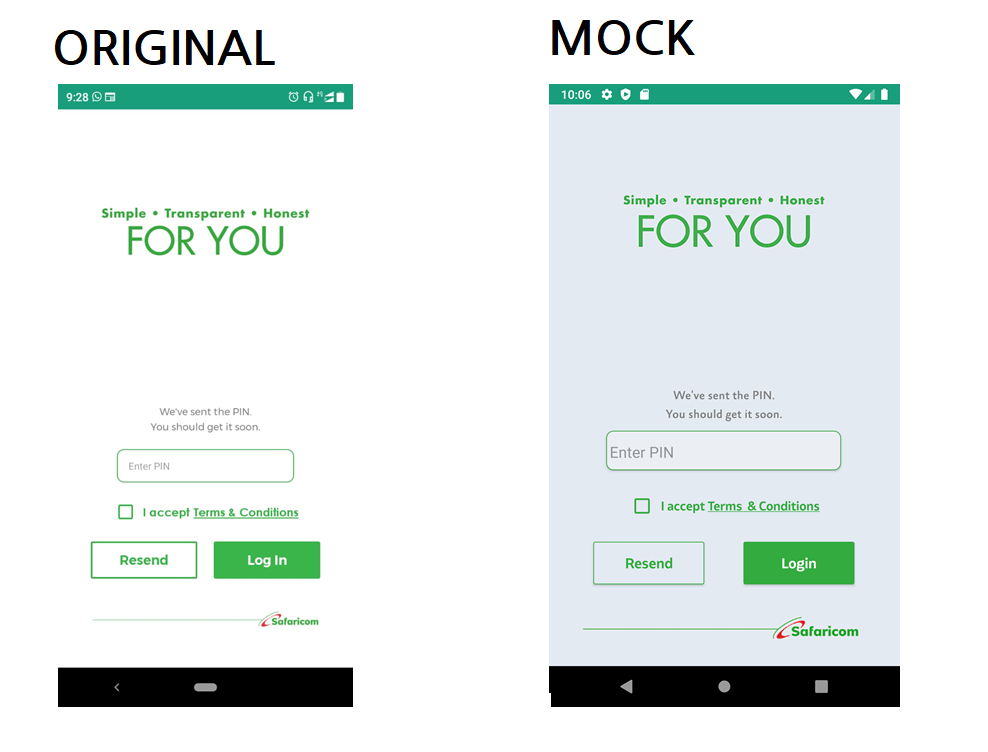 ORIGINAL
MOCK
9:28
Simple • Transparent • Honest
FOR YOU
We've sent the PIN.
You should get it soon.
Enter PIN
I accept Terms & Conditions
Resend
Log In
Safaricom
10:06
Simple • Transparent • Honest
FOR YOU
We've sent the PIN.
You should get it soon.
Enter PIN
I accept Terms & Conditions
Resend
Login
Safaricom